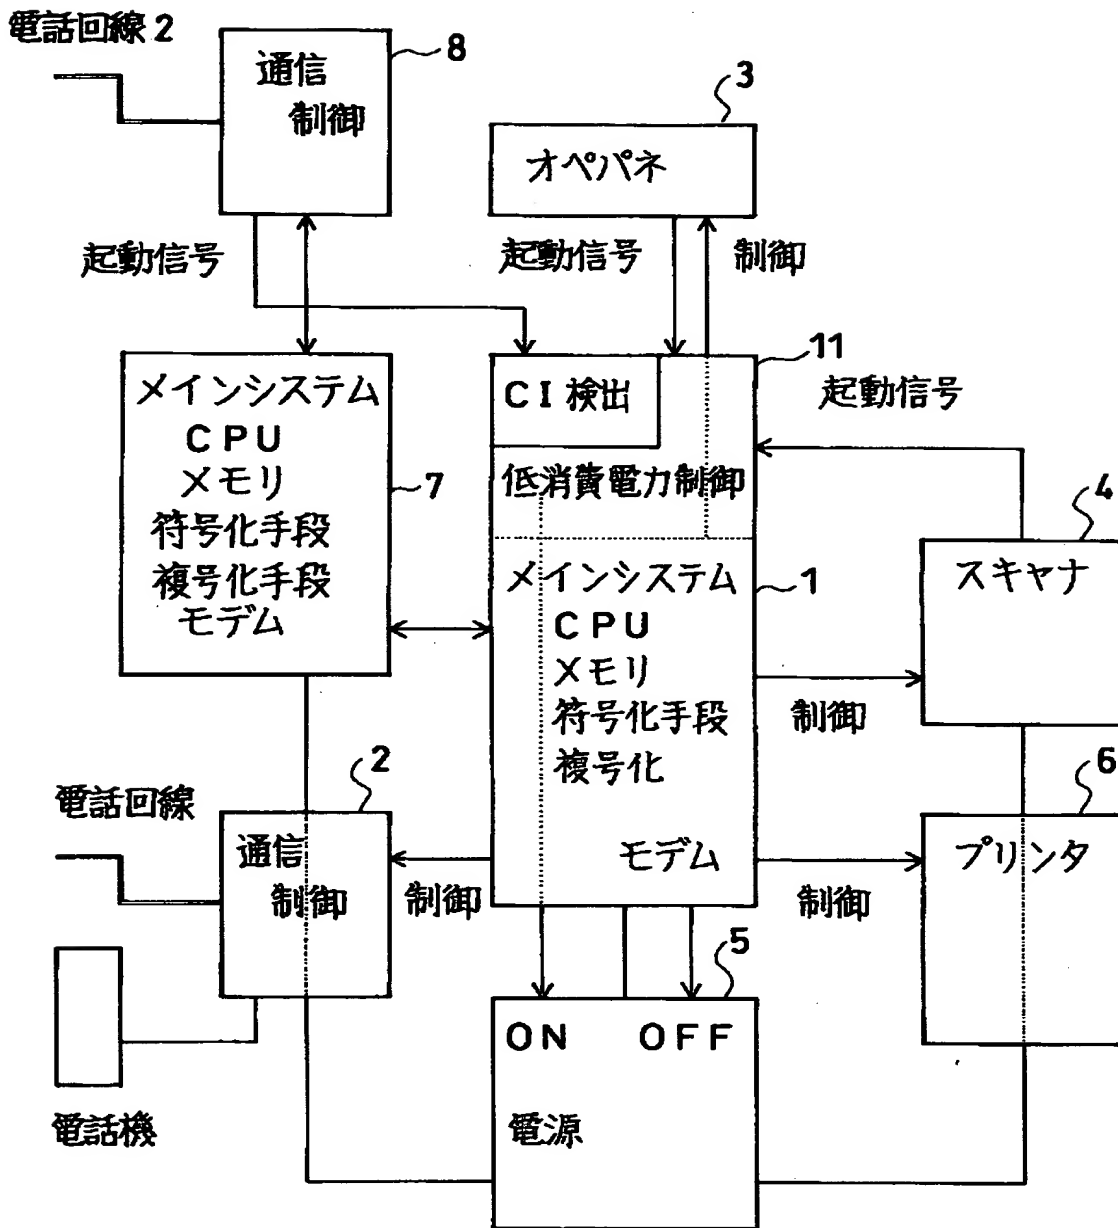 電話回線2
8
通信
制御
3
オペパネ
起動信号
起動信号
制御
11
起動信号
メインシステム
CPU
メモリ
符号化手段
複号化手段
モデム
7
CI検出
低消費電力制御
メインシステム
CPU
メモリ
符号化手段
複号化
モデム
1
4
スキャナ
制御
電話回線
2
通信
制御
制御
制御
6
プリンタ
電話機
5
ON OFF
電源